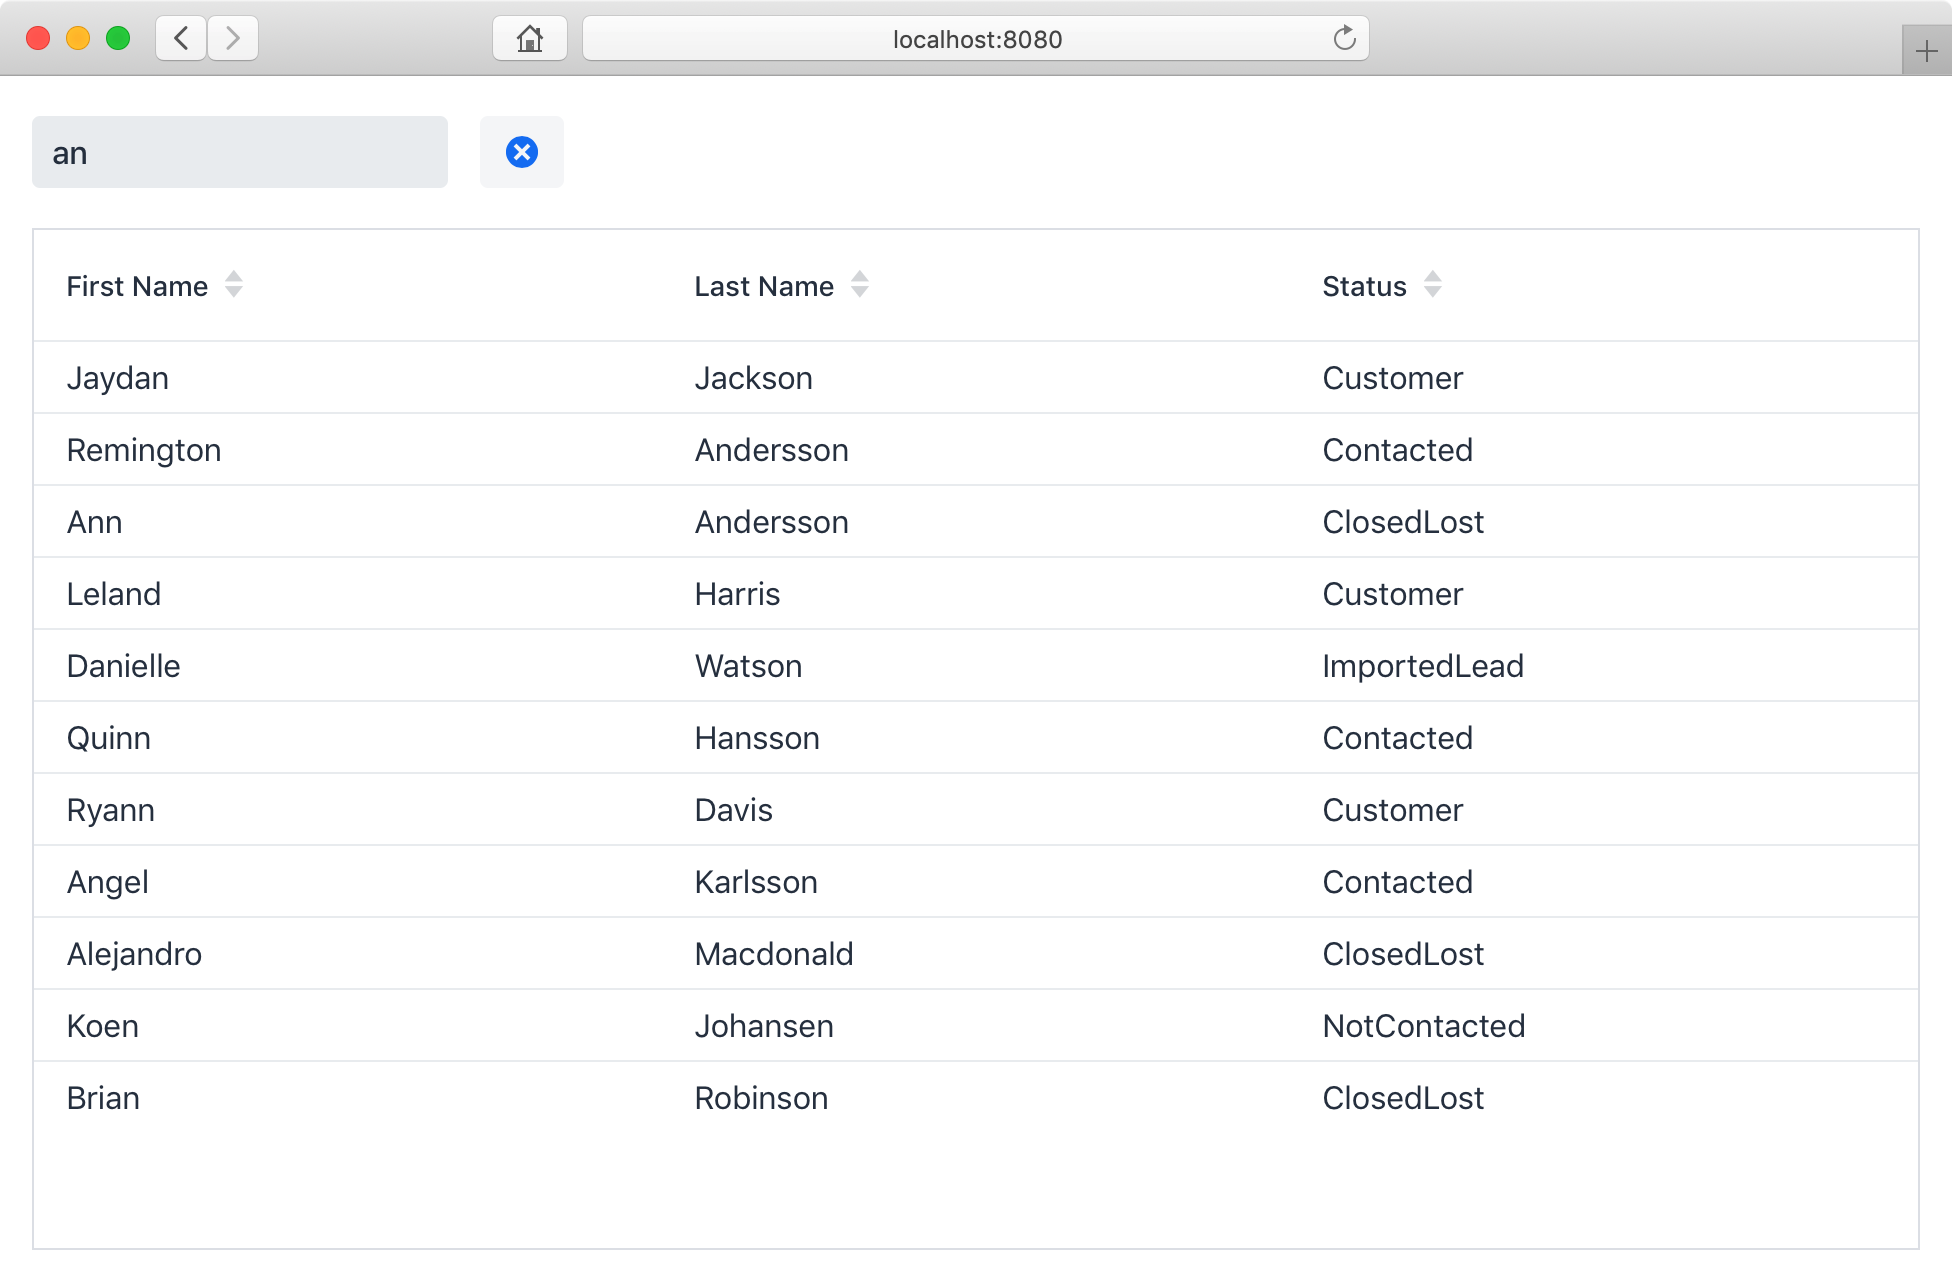 localhost:8080
an
First Name Last Name Status
Jaydan Jackson Customer
Remington Andersson Contacted
Ann Andersson ClosedLost
Leland Harris Customer
Danielle Watson ImportedLead
Quinn Hansson Contacted
Ryann Davis Customer
Angel Karlsson Contacted
Alejandro Macdonald ClosedLost
Koen Johansen NotContacted
Brian Robinson ClosedLost